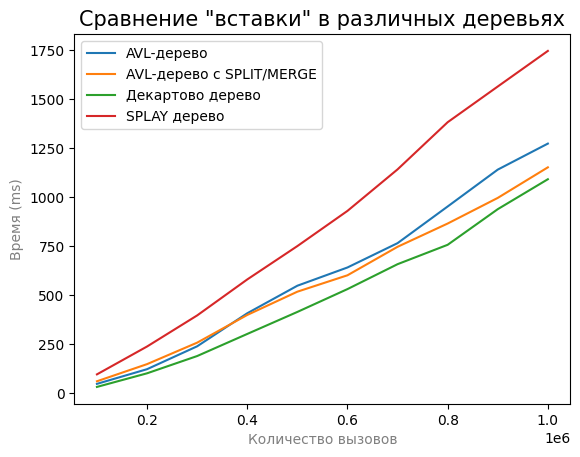 Сравнение "вставки" в различных деревьях
AVL-дерево
AVL-дерево с SPLIT/MERGE
Декартово дерево
SPLAY дерево
Время (ms)
1750
1500
1250
1000
750
500
250
0
0.2 0.4 0.6 0.8 1.0
1e6
Количество вызовов